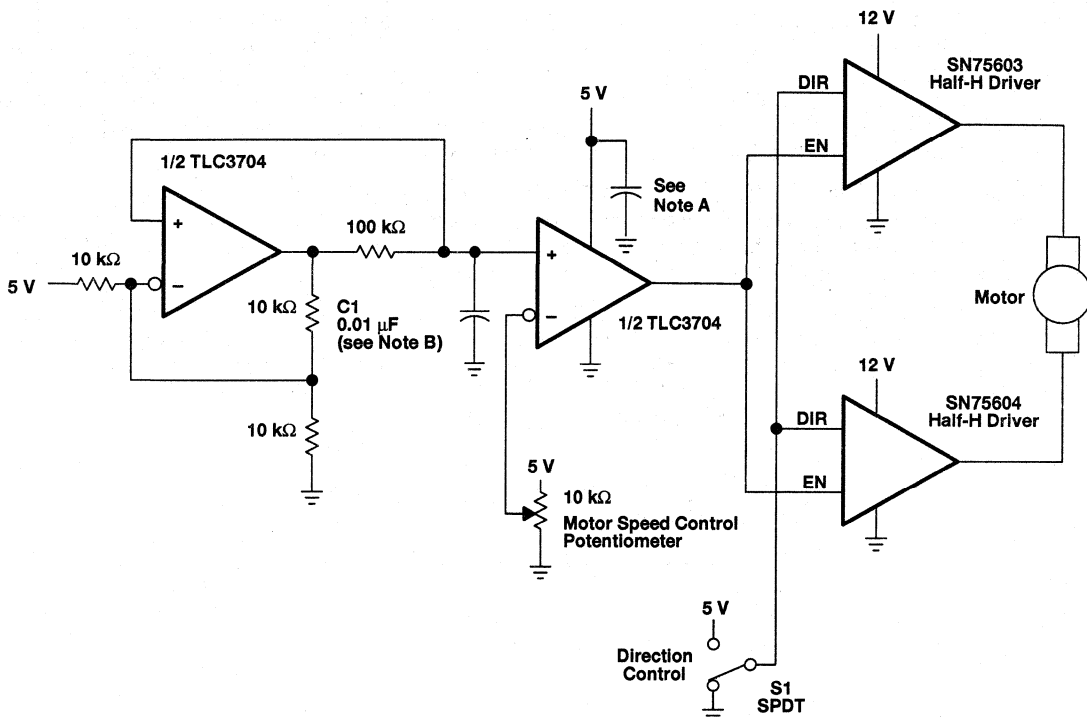 12 V
SN75603
Half-H Driver
DIR
5 V
EN
1/2 TLC3704
See
Note A
+
100 kΩ
10 kΩ
+
5 V
−
Motor
10 kΩ
C1
0.01 μF
(see Note B)
−
1/2 TLC3704
12 V
SN75604
Half-H Driver
DIR
10 kΩ
5 V
EN
10 kΩ
Motor Speed Control
Potentiometer
5 V
Direction
Control
S1
SPDT